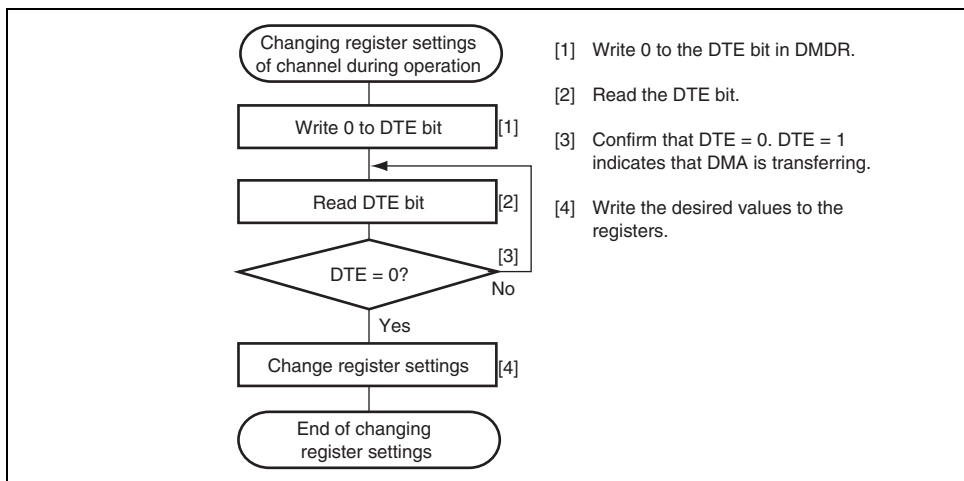 Changing register settings
of channel during operation
Write 0 to DTE bit
[1]
Read DTE bit
[2]
[3]
DTE = 0?
No
Yes
Change register settings
[4]
End of changing
register settings
[1] Write 0 to the DTE bit in DMDR.
[2] Read the DTE bit.
[3] Confirm that DTE = 0. DTE = 1
indicates that DMA is transferring.
[4] Write the desired values to the
registers.